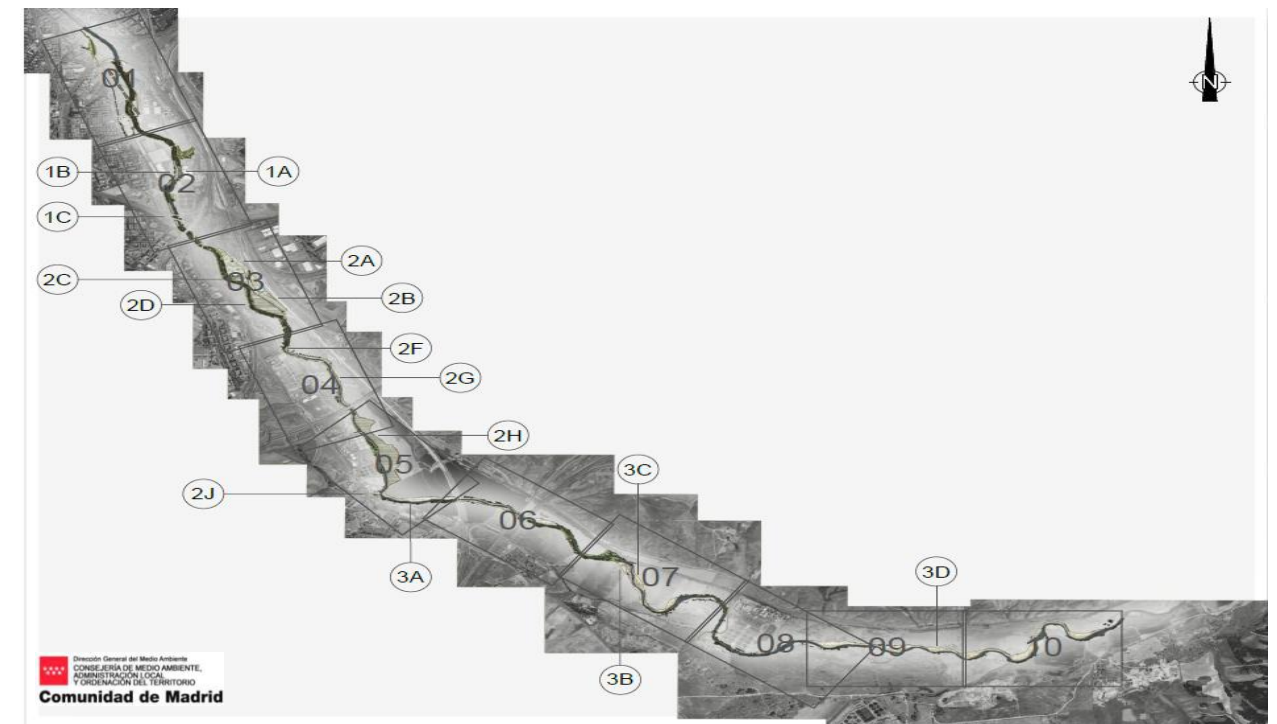 N
01
1B
1A
02
1C
2A
2C
03
2B
2D
2F
2G
04
2H
05
3C
2J
06
3A
07
3D
08
09
0
3B
Dirección General del Medio Ambiente
CONSEJERÍA DE MEDIO AMBIENTE,
ADMINISTRACIÓN LOCAL
Y ORDENACIÓN DEL TERRITORIO
Comunidad de Madrid